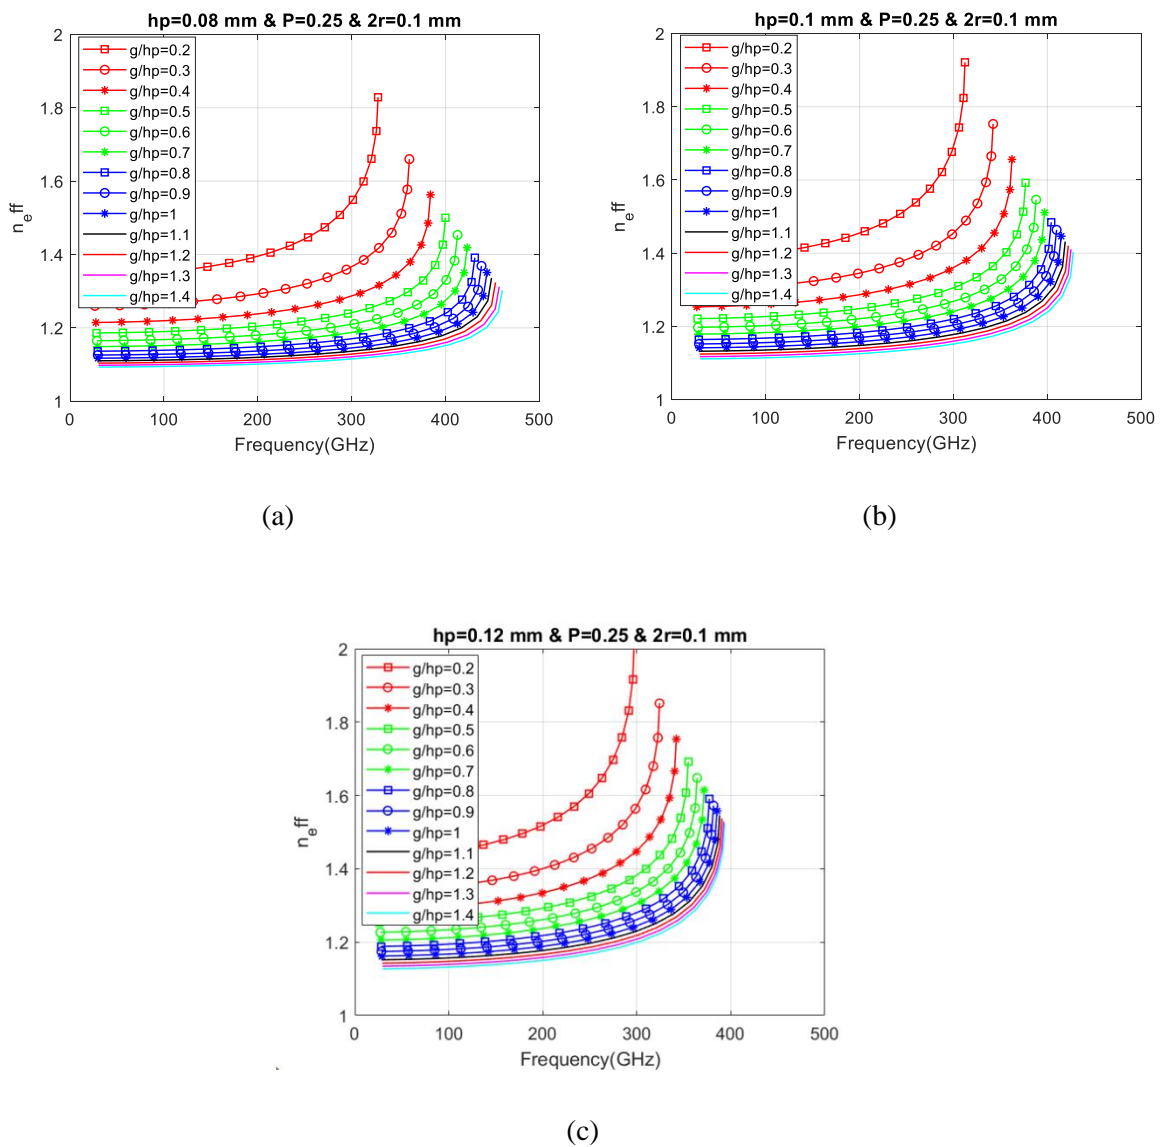 hp=0.08 mm & P=0.25 & 2r=0.1 mm
2
1.8
1.6
1.4
1.2
1
n_eff
g/hp=0.2
g/hp=0.3
g/hp=0.4
g/hp=0.5
g/hp=0.6
g/hp=0.7
g/hp=0.8
g/hp=0.9
g/hp=1
g/hp=1.1
g/hp=1.2
g/hp=1.3
g/hp=1.4
0 100 200 300 400 500
Frequency(GHz)
(a)
hp=0.1 mm & P=0.25 & 2r=0.1 mm
2
1.8
1.6
1.4
1.2
1
n_eff
g/hp=0.2
g/hp=0.3
g/hp=0.4
g/hp=0.5
g/hp=0.6
g/hp=0.7
g/hp=0.8
g/hp=0.9
g/hp=1
g/hp=1.1
g/hp=1.2
g/hp=1.3
g/hp=1.4
0 100 200 300 400 500
Frequency(GHz)
(b)
hp=0.12 mm & P=0.25 & 2r=0.1 mm
2
1.8
1.6
1.4
1.2
1
n_eff
g/hp=0.2
g/hp=0.3
g/hp=0.4
g/hp=0.5
g/hp=0.6
g/hp=0.7
g/hp=0.8
g/hp=0.9
g/hp=1
g/hp=1.1
g/hp=1.2
g/hp=1.3
g/hp=1.4
0 100 200 300 400 500
Frequency(GHz)
(c)